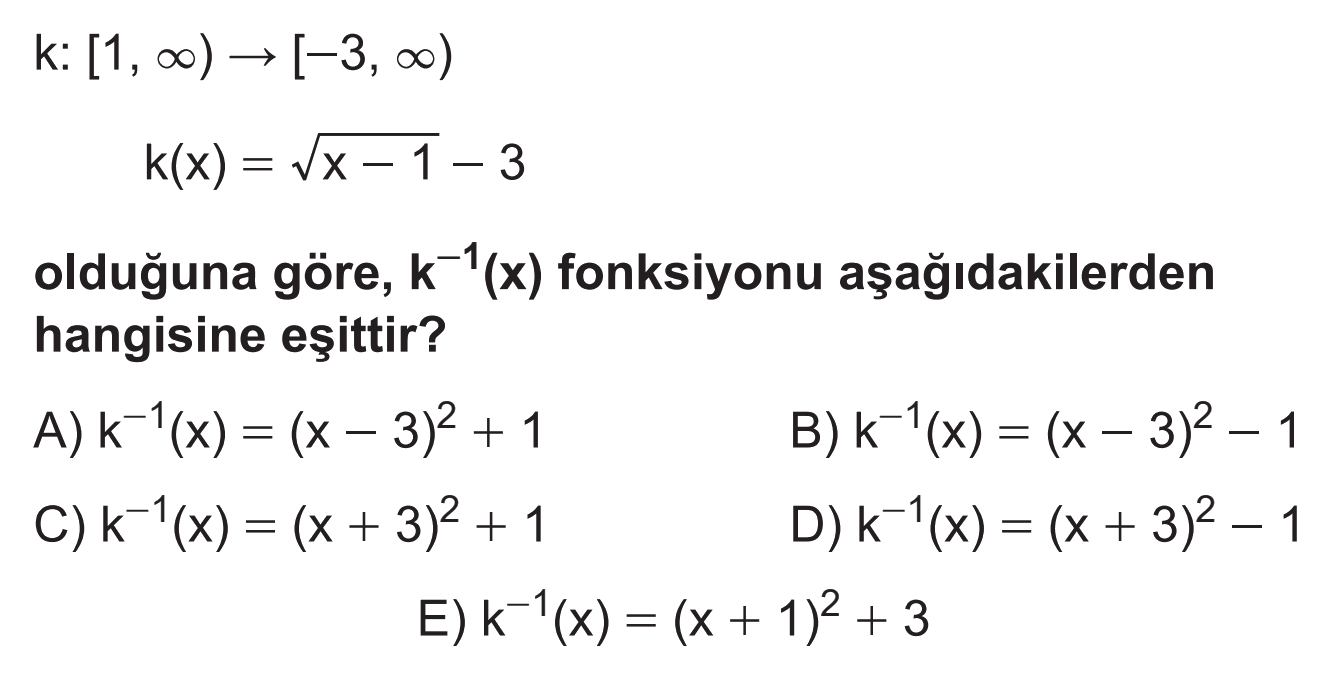 k: [1, ∞) → [−3, ∞)
k(x) = √(x − 1) − 3
olduğuna göre, k⁻¹(x) fonksiyonu aşağıdakilerden
hangisine eşittir?
A) k⁻¹(x) = (x − 3)² + 1 B) k⁻¹(x) = (x − 3)² − 1
C) k⁻¹(x) = (x + 3)² + 1 D) k⁻¹(x) = (x + 3)² − 1
E) k⁻¹(x) = (x + 1)² + 3